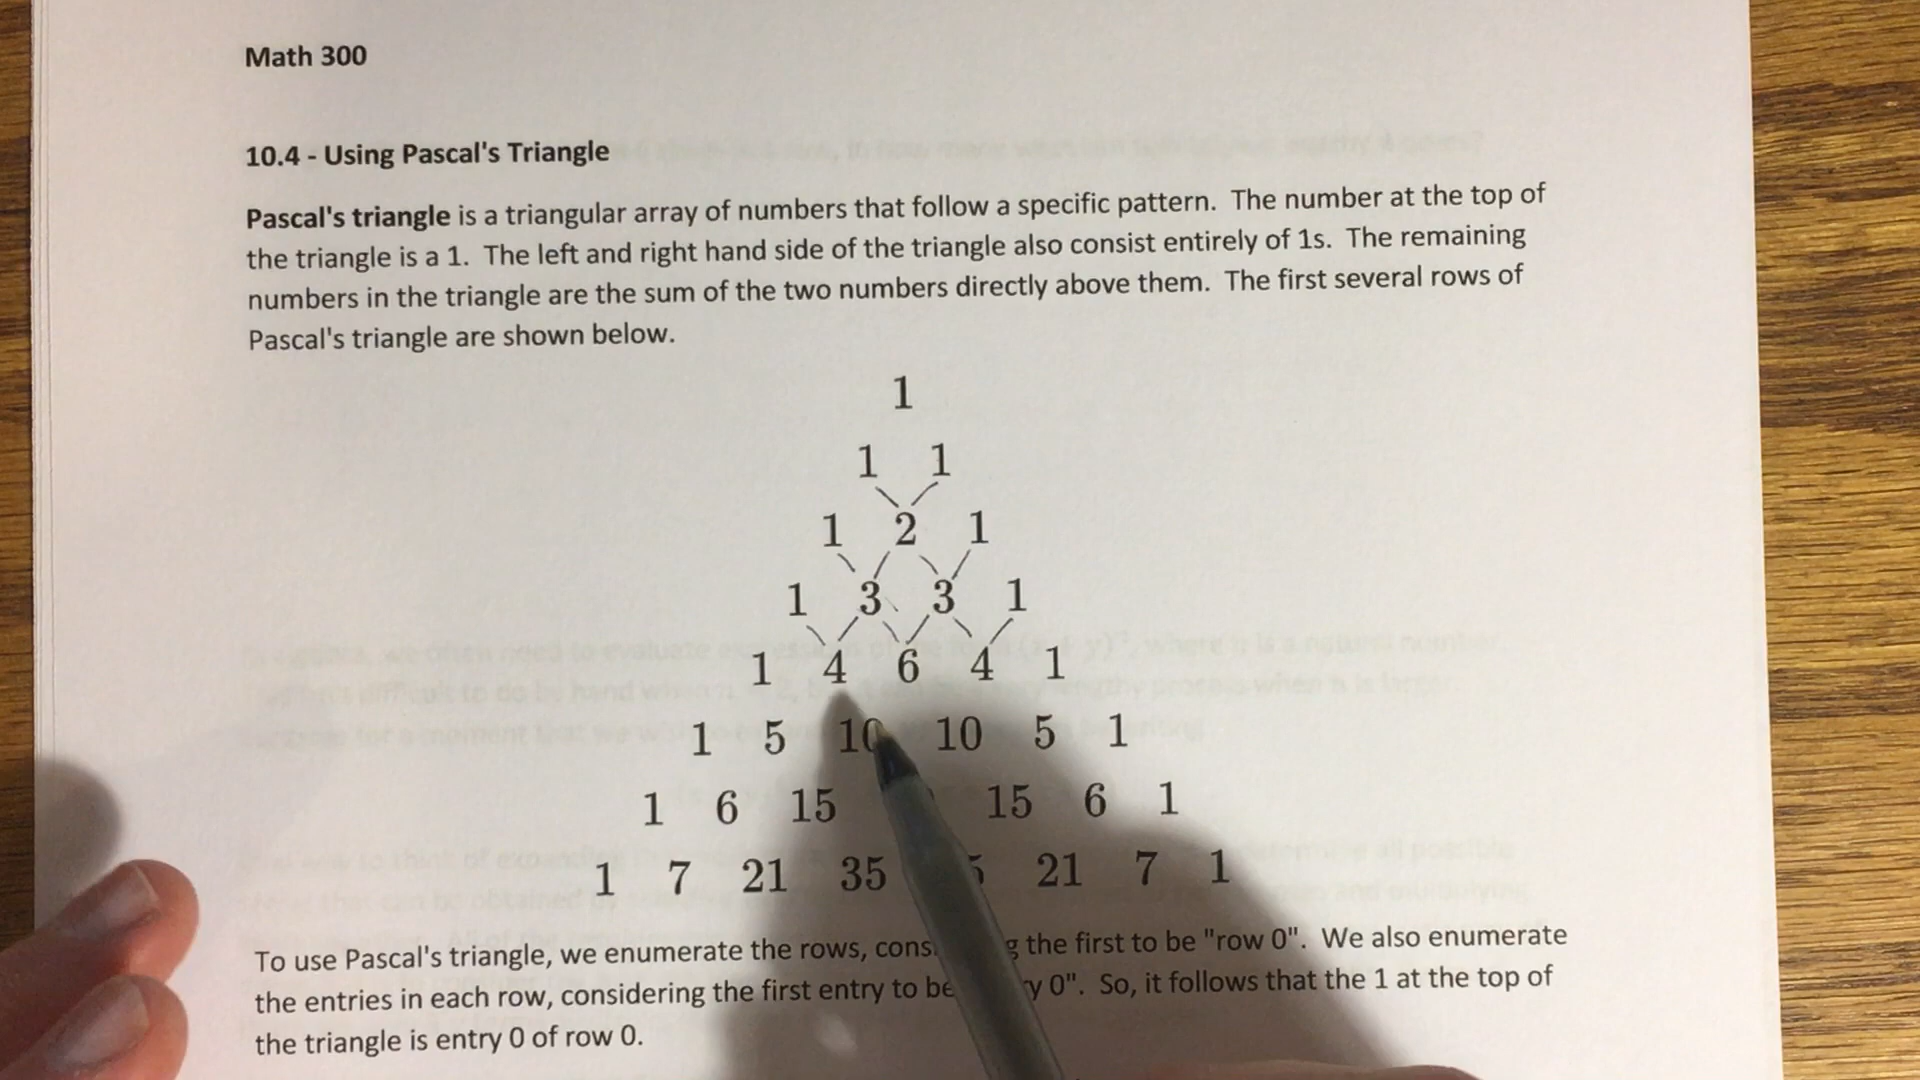 Math 300
10.4 - Using Pascal's Triangle
Pascal's triangle is a triangular array of numbers that follow a specific pattern. The number at the top of
the triangle is a 1. The left and right hand side of the triangle also consist entirely of 1s. The remaining
numbers in the triangle are the sum of the two numbers directly above them. The first several rows of
Pascal's triangle are shown below.
1
1 1
1 2 1
1 3 3 1
1 4 6 4 1
1 5 10 10 5 1
1 6 15 15 6 1
1 7 21 35 21 7 1
To use Pascal's triangle, we enumerate the rows, the first to be "row 0". We also enumerate
the entries in each row, considering the first entry to be 0". So, it follows that the 1 at the top of
the triangle is entry 0 of row 0.